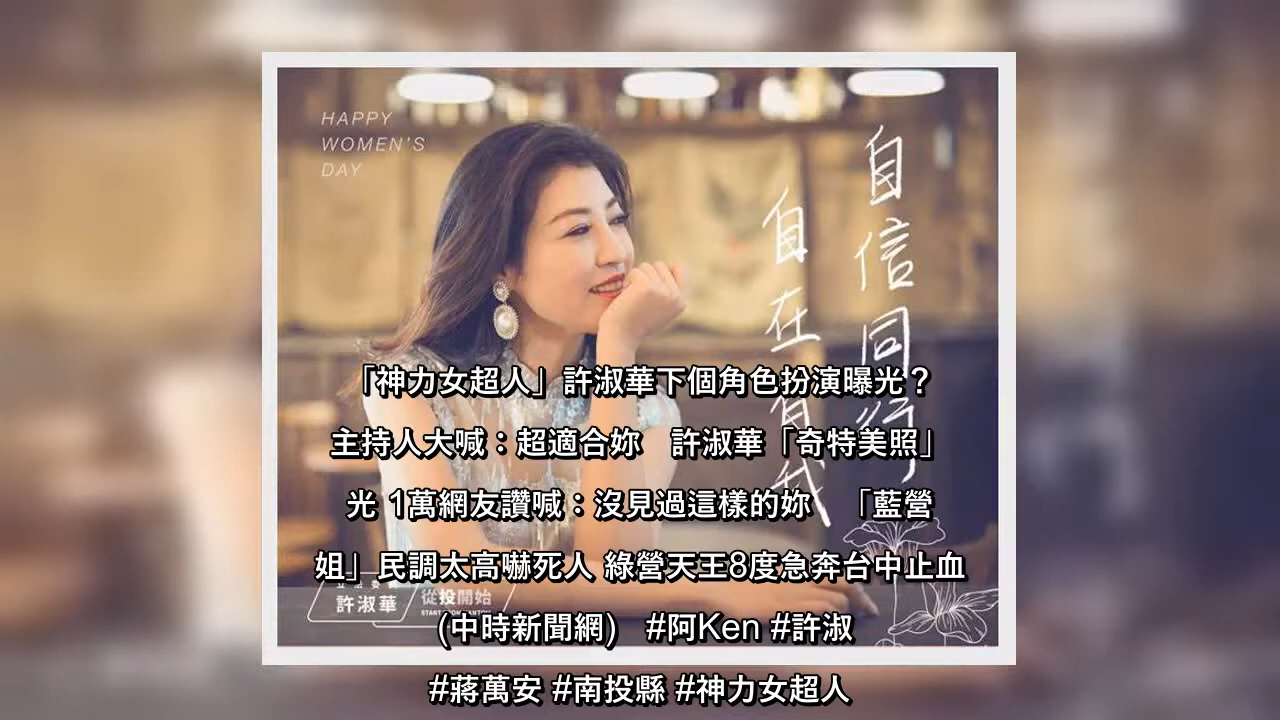 HAPPY
WOMEN'S
DAY
自信同行
自在有我
「神力女超人」許淑華下個角色扮演曝光？
主持人大喊：超適合妳 許淑華「奇特美照」
光 1萬網友讚喊：沒見過這樣的妳 「藍營
姐」民調太高嚇死人 綠營天王8度急奔台中止血
許淑華
從投開始
(中時新聞網) #阿Ken #許淑
#蔣萬安 #南投縣 #神力女超人